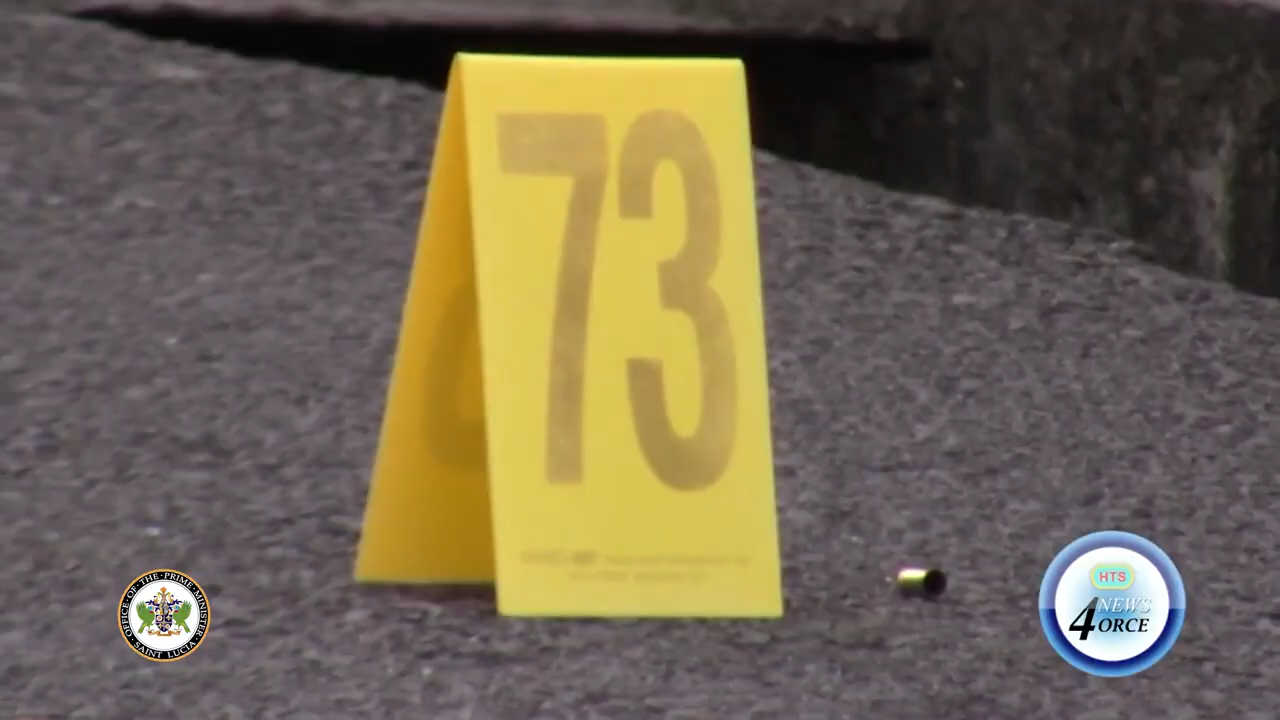 73
OFFICE·OF·THE·PRIME·MINISTER
·SAINT LUCIA·
HTS
NEWS
4ORCE